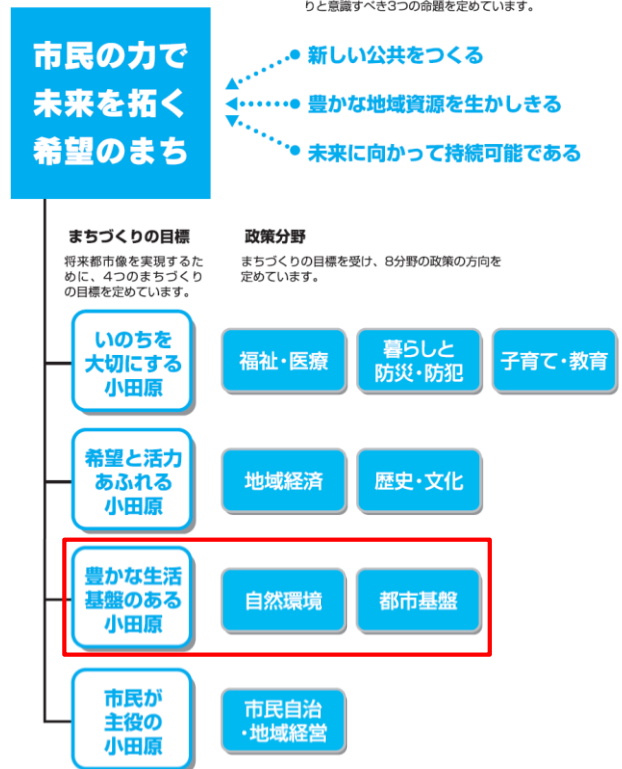 りと意識すべき3つの命題を定めています。
市民の力で
未来を拓く
希望のまち
新しい公共をつくる
豊かな地域資源を生かしきる
未来に向かって持続可能である
まちづくりの目標
将来都市像を実現するた
めに、4つのまちづくり
の目標を定めています。
政策分野
まちづくりの目標を受け、8分野の政策の方向を
定めています。
いのちを
大切にする
小田原
福祉・医療
暮らしと
防災・防犯
子育て・教育
希望と活力
あふれる
小田原
地域経済
歴史・文化
豊かな生活
基盤のある
小田原
自然環境
都市基盤
市民が
主役の
小田原
市民自治
・地域経営